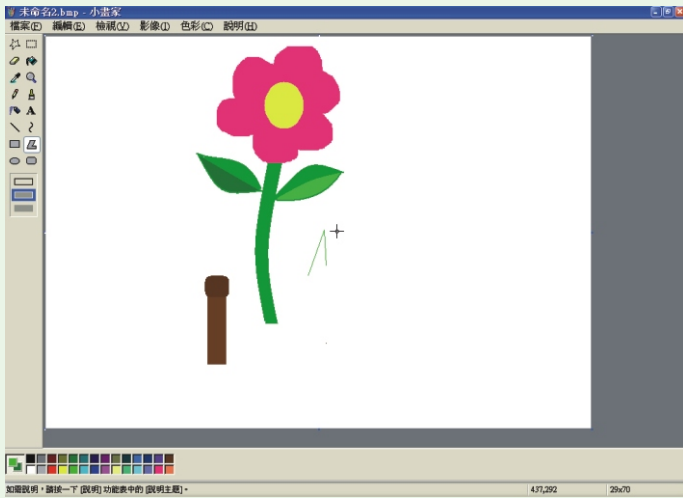 未命名2.bmp - 小畫家
檔案(F) 編輯(E) 檢視(V) 影像(I) 色彩(C) 說明(H)
A
如需說明，請按一下 [說明] 功能表中的 [說明主題]。 437,292 29x70